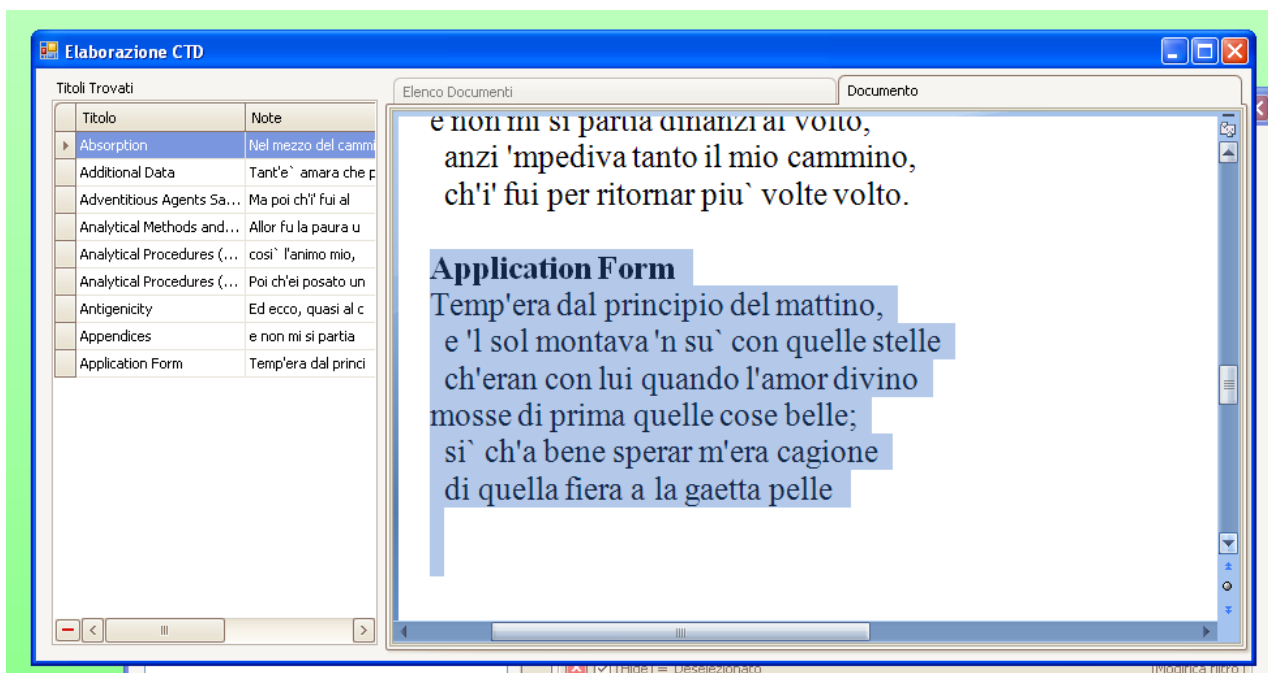 Elaborazione CTD
Titoli Trovati
Titolo Note
Absorption Nel mezzo del cammi
Additional Data Tant'e` amara che p
Adventitious Agents Sa... Ma poi ch'i' fui al
Analytical Methods and... Allor fu la paura u
Analytical Procedures (... cosi` l'animo mio,
Analytical Procedures (... Poi ch'ei posato un
Antigenicity Ed ecco, quasi al c
Appendices e non mi si partia
Application Form Temp'era dal princi
Elenco Documenti
Documento
e non mi si partia dinanzi al volto,
anzi 'mpediva tanto il mio cammino,
ch'i' fui per ritornar piu` volte volto.
Application Form
Temp'era dal principio del mattino,
e 'l sol montava 'n su` con quelle stelle
ch'eran con lui quando l'amor divino
mosse di prima quelle cose belle;
si` ch'a bene sperar m'era cagione
di quella fiera a la gaetta pelle
[Hide] = Deselezionato
Modifica filtro